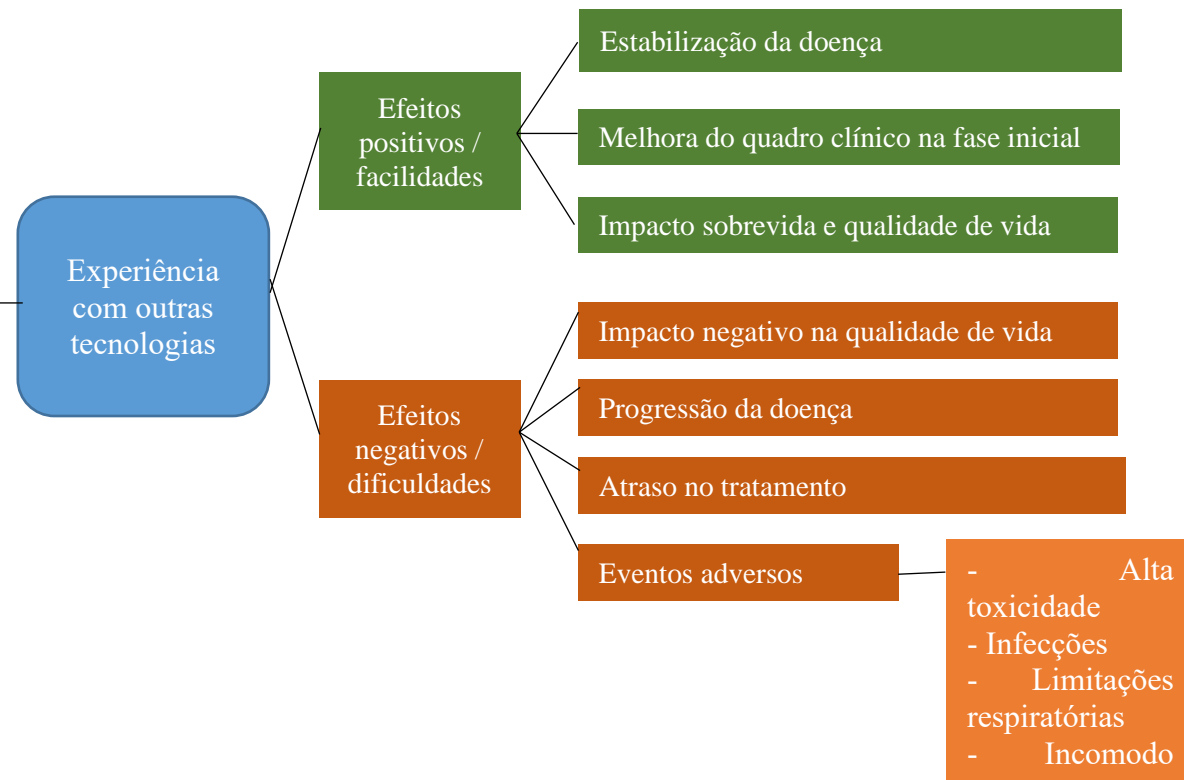 Experiência
com outras
tecnologias
Efeitos
positivos /
facilidades
Estabilização da doença
Melhora do quadro clínico na fase inicial
Impacto sobrevida e qualidade de vida
Efeitos
negativos /
dificuldades
Impacto negativo na qualidade de vida
Progressão da doença
Atraso no tratamento
Eventos adversos
- Alta
toxicidade
- Infecções
- Limitações
respiratórias
- Incomodo